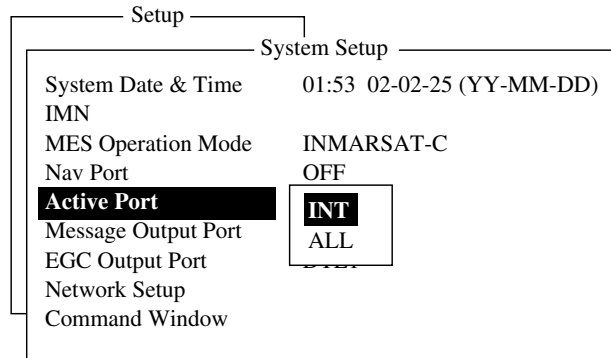 Setup
System Setup
System Date & Time 01:53 02-02-25 (YY-MM-DD)
IMN
MES Operation Mode INMARSAT-C
Nav Port OFF
Active Port INT
Message Output Port ALL
EGC Output Port
Network Setup
Command Window